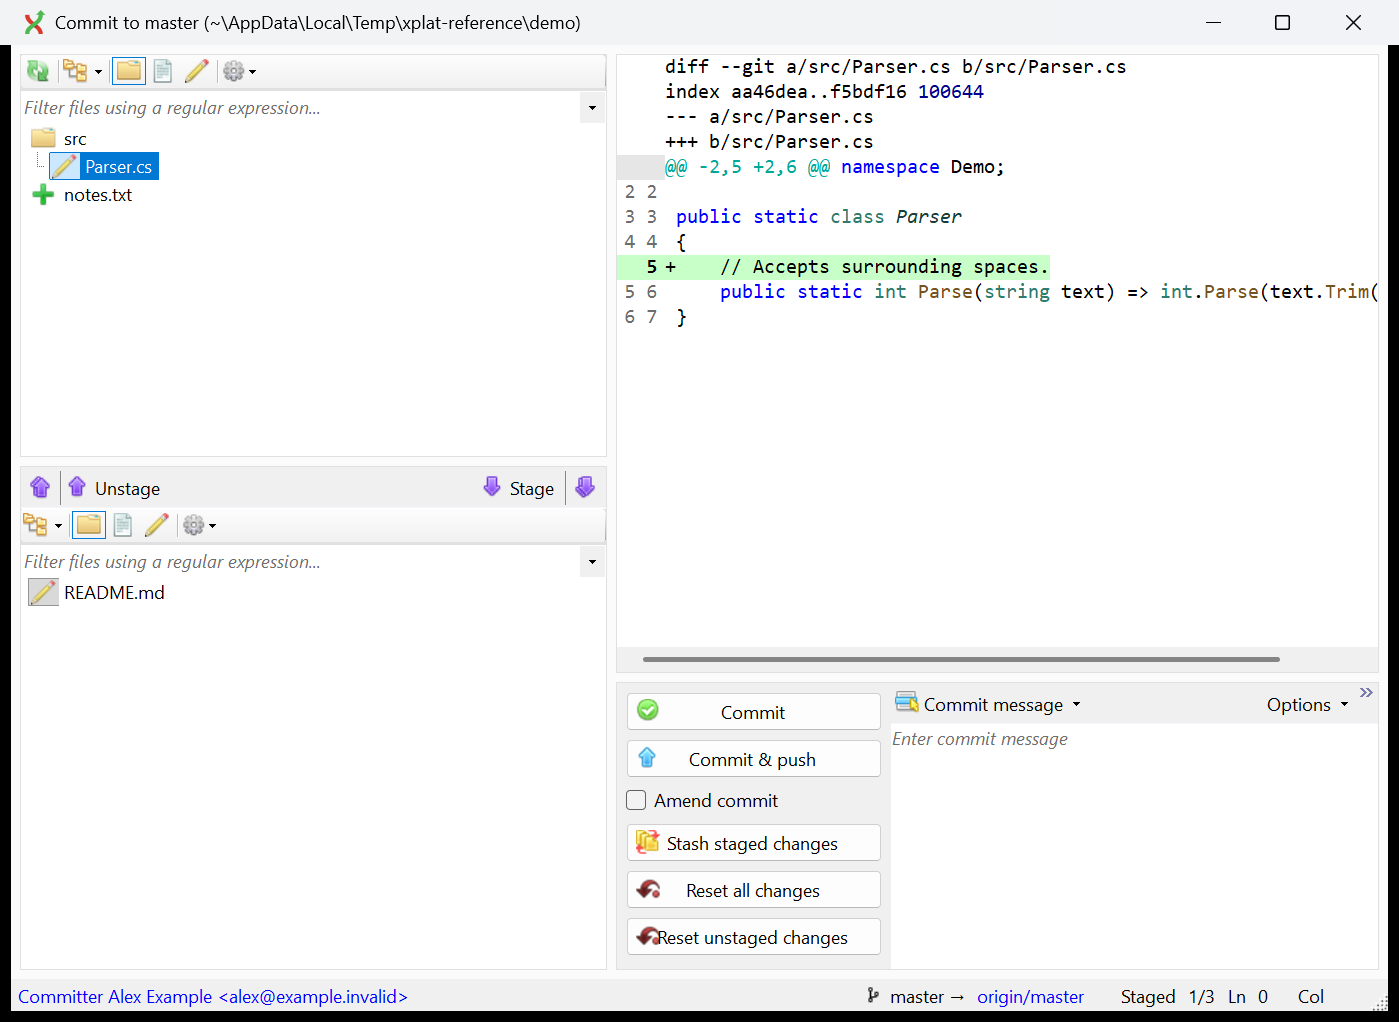 Commit to master (~\AppData\Local\Temp\xplat-reference\demo)
Filter files using a regular expression...
src
Parser.cs
notes.txt
Unstage
Stage
Filter files using a regular expression...
README.md
diff --git a/src/Parser.cs b/src/Parser.cs
index aa46dea..f5bdf16 100644
--- a/src/Parser.cs
+++ b/src/Parser.cs
@@ -2,5 +2,6 @@ namespace Demo;
2 2
3 3 public static class Parser
4 4 {
5 + // Accepts surrounding spaces.
5 6 public static int Parse(string text) => int.Parse(text.Trim(
6 7 }
Commit
Commit & push
Amend commit
Stash staged changes
Reset all changes
Reset unstaged changes
Commit message
Options
Enter commit message
Committer Alex Example <alex@example.invalid>
master → origin/master
Staged 1/3 Ln 0 Col